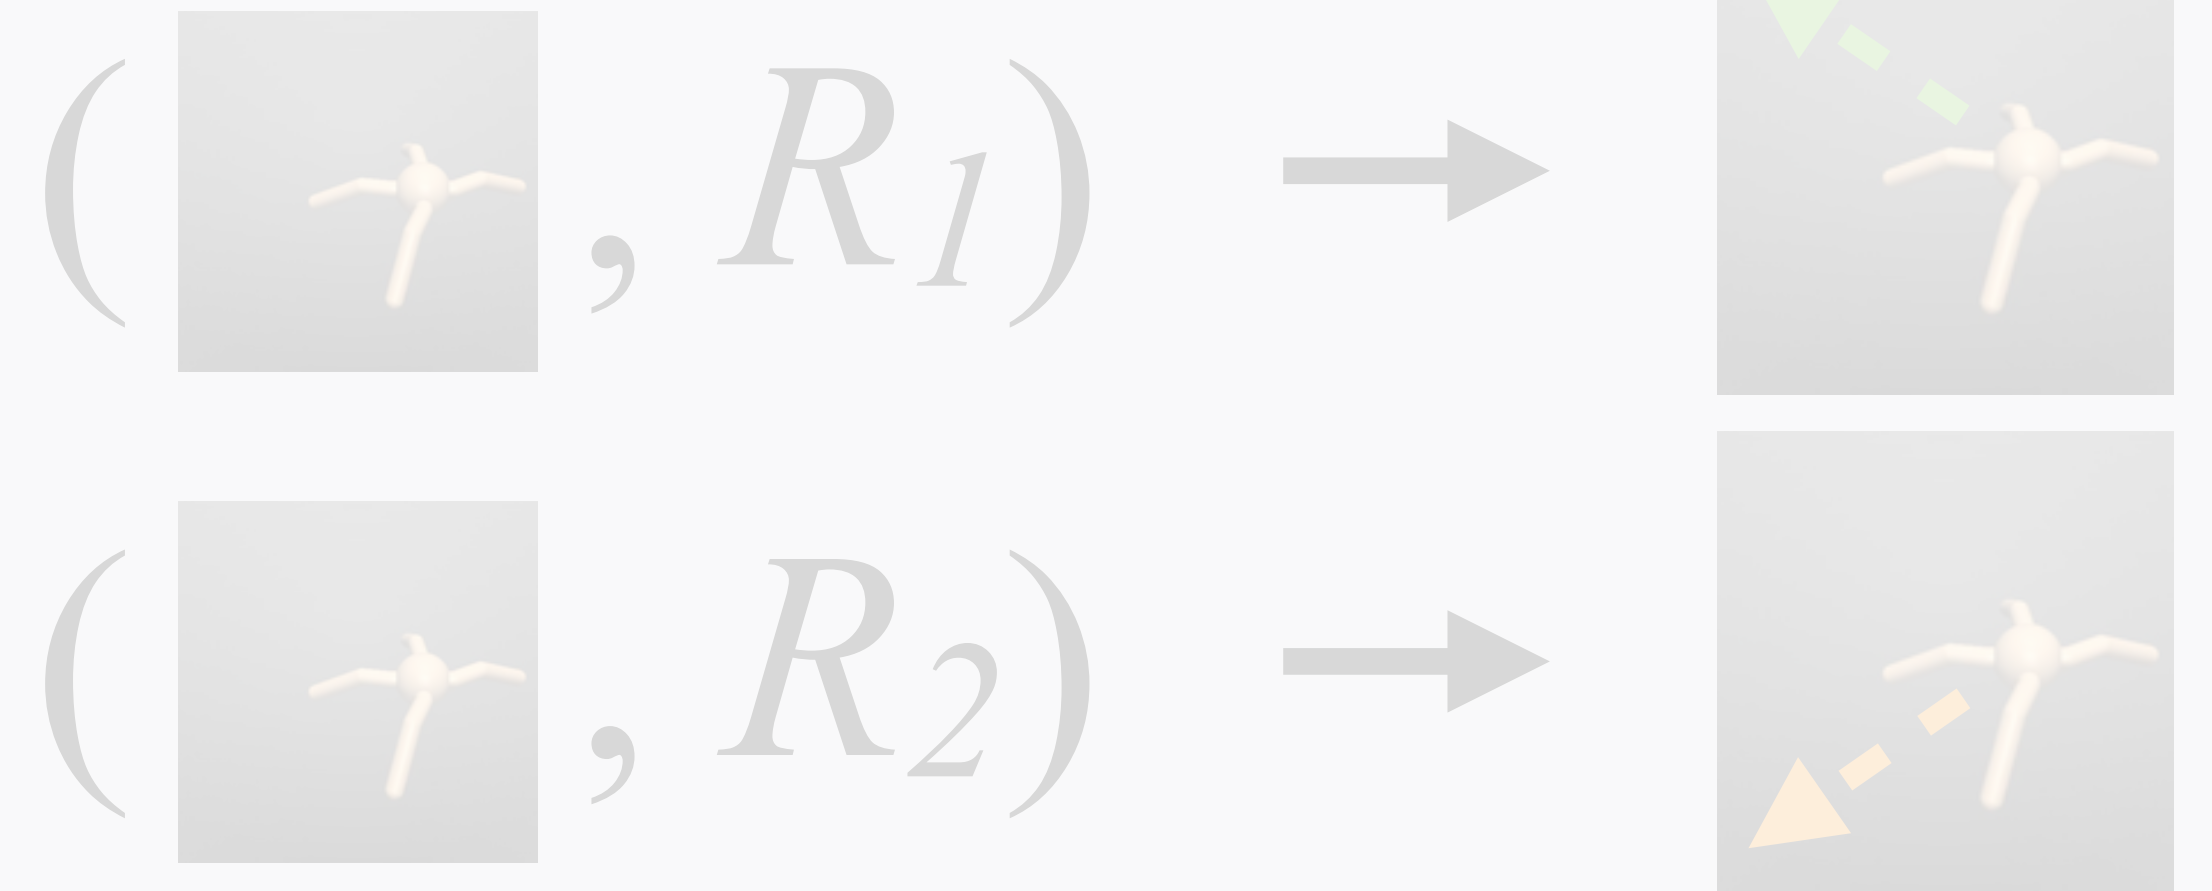 ( , R₁)
( , R₂)